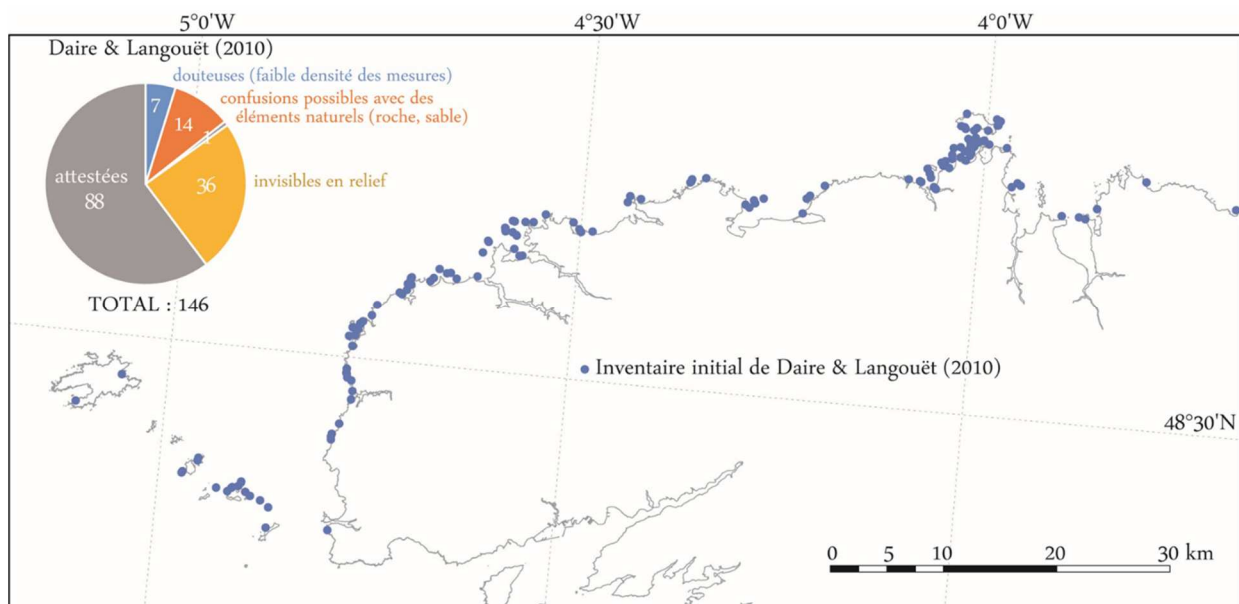 5°0'W
4°30'W
4°0'W
Daire & Langouët (2010)
douteuses (faible densité des mesures)
7
confusions possibles avec des
éléments naturels (roche, sable)
14
1
attestées
88
36
invisibles en relief
TOTAL : 146
Inventaire initial de Daire & Langouët (2010)
48°30'N
0 5 10 20 30 km